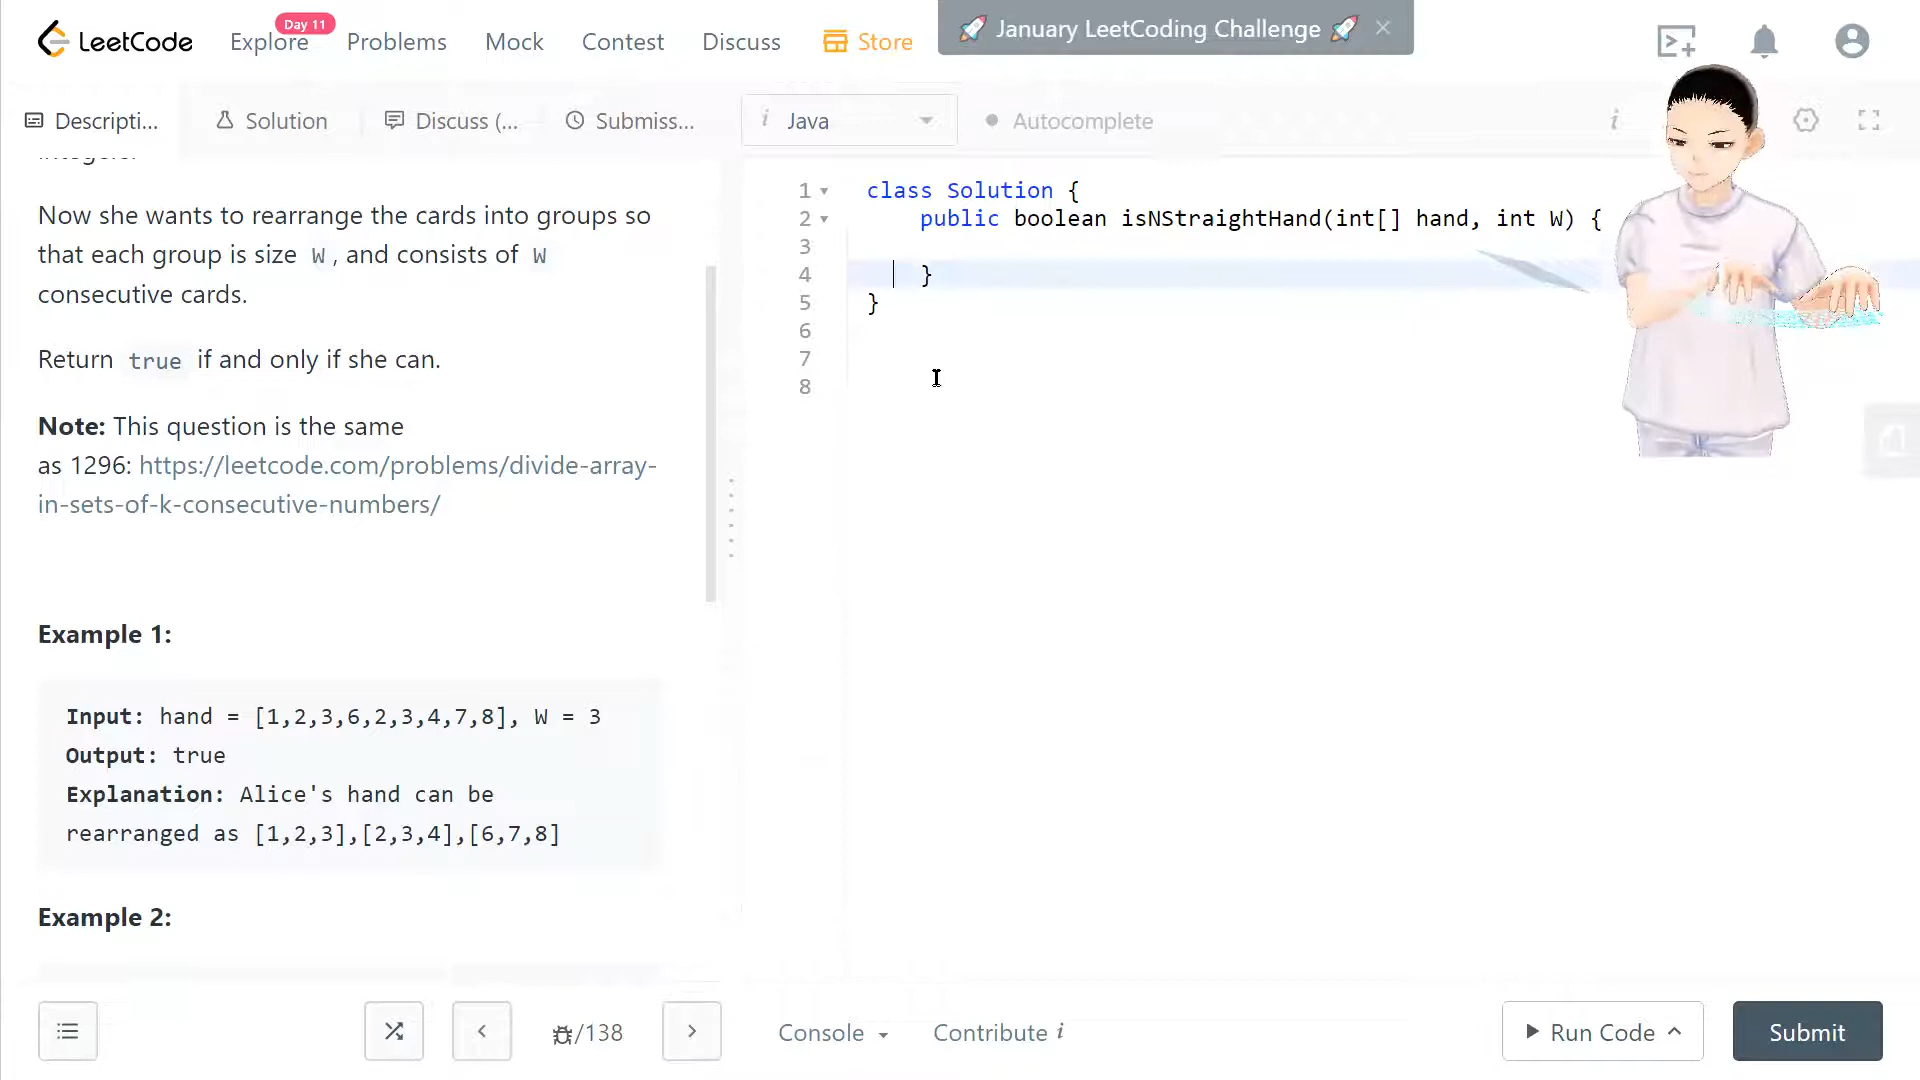 LeetCode
Explore
Day 11
Problems
Mock
Contest
Discuss
Store
🚀 January LeetCoding Challenge 🚀 ×
Descripti...
Solution
Discuss (...
Submiss...
i Java
Autocomplete
i
Now she wants to rearrange the cards into groups so
that each group is size W, and consists of W
consecutive cards.
Return true if and only if she can.
Note: This question is the same
as 1296: https://leetcode.com/problems/divide-array-
in-sets-of-k-consecutive-numbers/
Example 1:
Input: hand = [1,2,3,6,2,3,4,7,8], W = 3
Output: true
Explanation: Alice's hand can be
rearranged as [1,2,3],[2,3,4],[6,7,8]
Example 2:
1 class Solution {
2 public boolean isNStraightHand(int[] hand, int W) {
3
4 }
5 }
6
7
8
/138
Console
Contribute i
Run Code
Submit